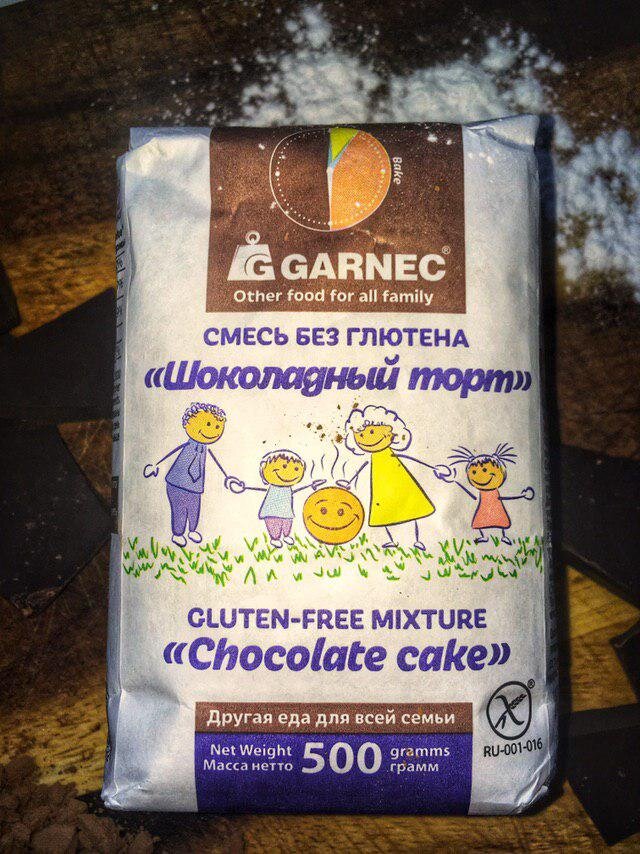 Bake
GARNEC®
Other food for all family
СМЕСЬ БЕЗ ГЛЮТЕНА
«Шоколадный торт»
GLUTEN-FREE MIXTURE
«Chocolate cake»
Другая еда для всей семьи
Net Weight 500 gramms
Масса нетто грамм
RU-001-016